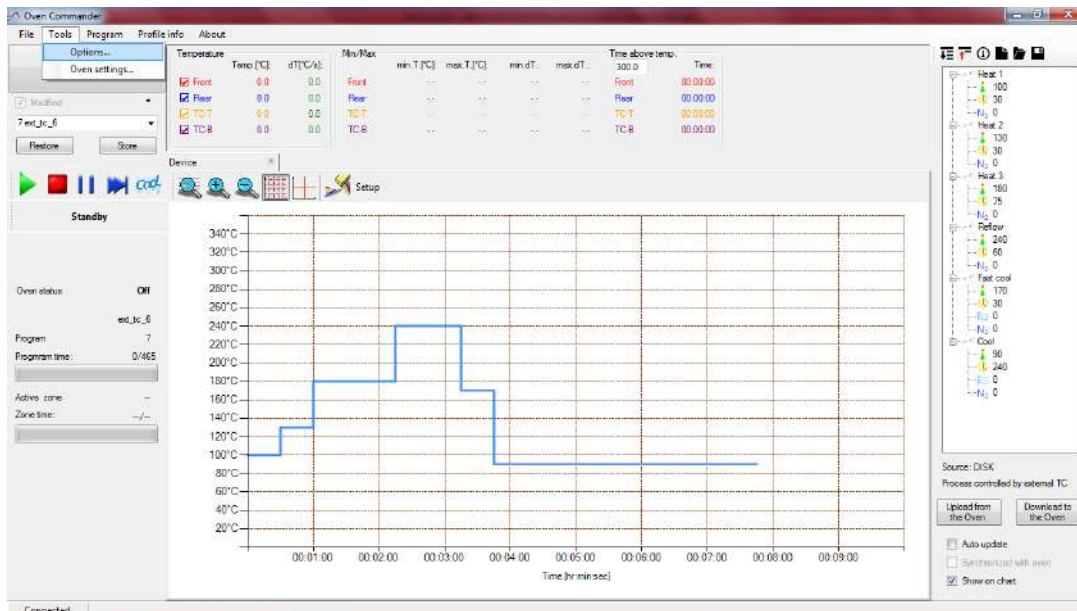 Oven Commander
File Tools Program Profile info About
Options...
Oven settings...
Modified *
7 ext_tc_6
Restore Store
Temperature
Temp.[°C]: dT[°C/s]:
Front 0.0 0.0
Rear 0.0 0.0
TC-T 0.0 0.0
TC-B 0.0 0.0
Min/Max
min.T.[°C]: max.T.[°C]: min.dT.: max.dT.:
Front -.- -.- -.- -.-
Rear -.- -.- -.- -.-
TC-T -.- -.- -.- -.-
TC-B -.- -.- -.- -.-
Time above temp.
300.0 Time:
Front 00:00:00
Rear 00:00:00
TC-T 00:00:00
TC-B 00:00:00
Device
cool
Setup
Standby
Oven status Off
ext_tc_6
Program 7
Program time: 0/465
Active zone --
Zone time: --/--
340°C
320°C
300°C
280°C
260°C
240°C
220°C
200°C
180°C
160°C
140°C
120°C
100°C
80°C
60°C
40°C
20°C
00:01:00 00:02:00 00:03:00 00:04:00 00:05:00 00:06:00 00:07:00 00:08:00 00:09:00
Time [hr:min:sec]
Heat 1
100
30
N₂ 0
Heat 2
130
30
N₂ 0
Heat 3
180
75
N₂ 0
Reflow
240
60
N₂ 0
Fast cool
170
30
0
N₂ 0
Cool
90
240
0
N₂ 0
Source: DISK
Process controlled by external TC
Upload from
the Oven
Download to
the Oven
Auto update
Synchronized with oven
Show on chart
Connected